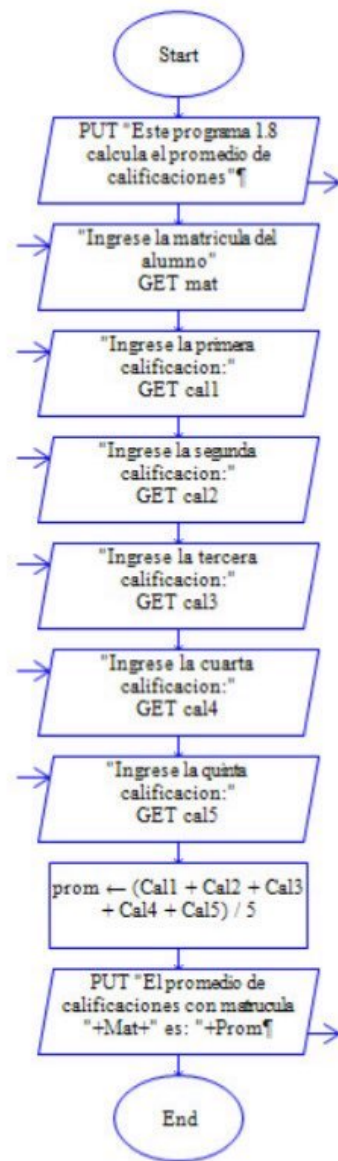 Start
PUT "Este programa 1.8
calcula el promedio de
calificaciones"¶
"Ingrese la matricula del
alumno"
GET mat
"Ingrese la primera
calificacion:"
GET cal1
"Ingrese la segunda
calificacion:"
GET cal2
"Ingrese la tercera
calificacion:"
GET cal3
"Ingrese la cuarta
calificacion:"
GET cal4
"Ingrese la quinta
calificacion:"
GET cal5
prom ← (Cal1 + Cal2 + Cal3
+ Cal4 + Cal5) / 5
PUT "El promedio de
calificaciones con matrucula
"+Mat+" es: "+Prom¶
End